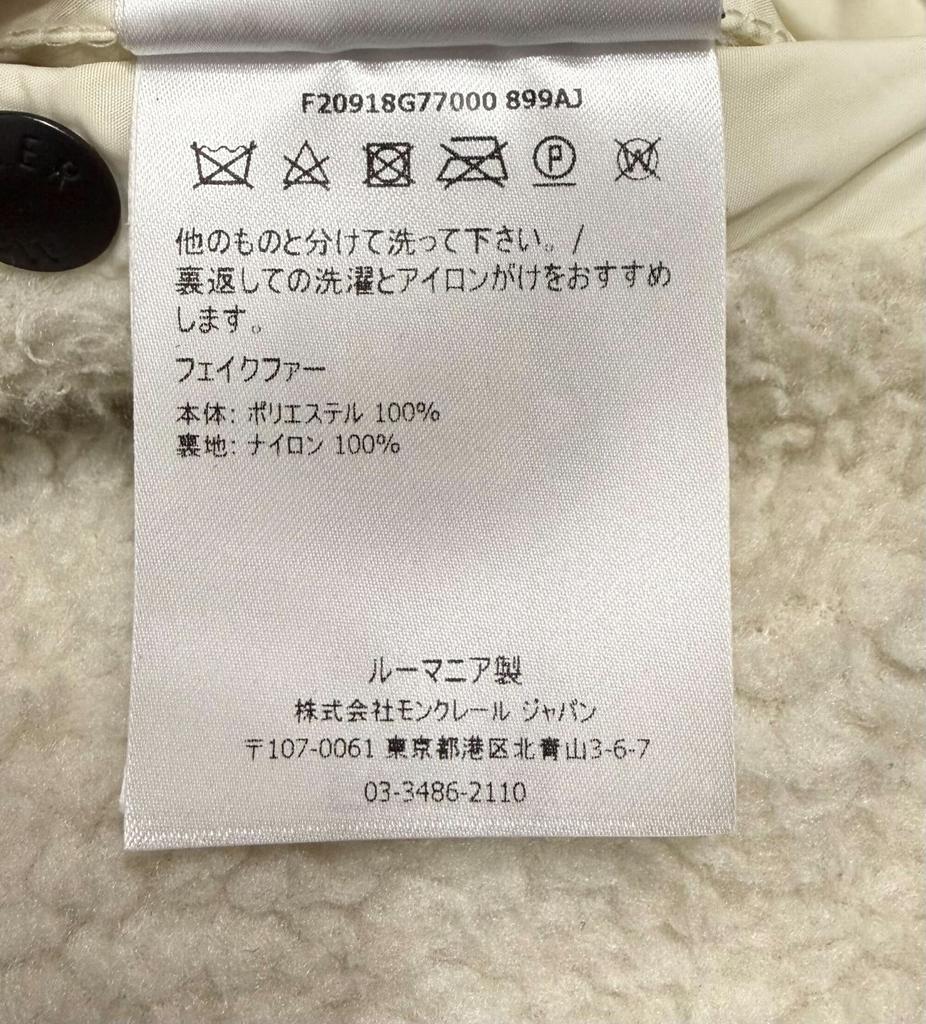 F20918G77000 899AJ
P
W
他のものと分けて洗って下さい。/
裏返しての洗濯とアイロンがけをおすすめ
します。
フェイクファー
本体: ポリエステル 100%
裏地: ナイロン 100%
ルーマニア製
株式会社モンクレール ジャパン
〒107-0061 東京都港区北青山3-6-7
03-3486-2110